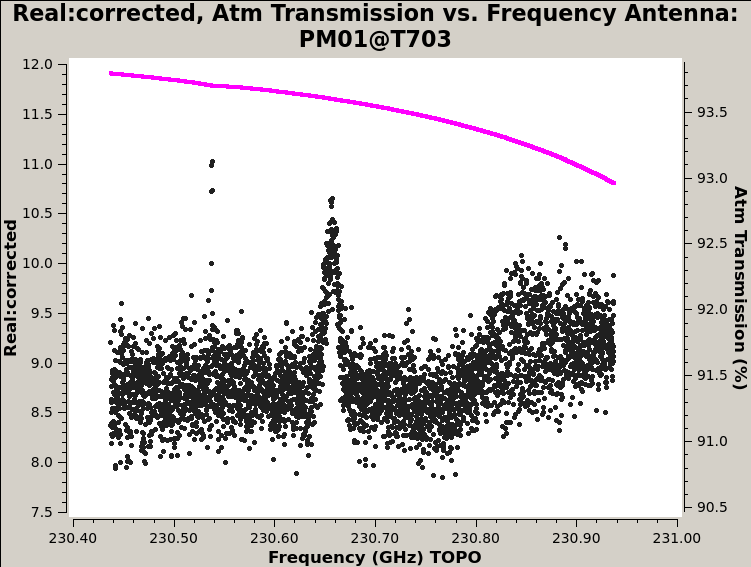 Real:corrected, Atm Transmission vs. Frequency Antenna:
PM01@T703
12.0
11.5
11.0
10.5
10.0
9.5
9.0
8.5
8.0
7.5
Real:corrected
93.5
93.0
92.5
92.0
91.5
91.0
90.5
Atm Transmission (%)
230.40 230.50 230.60 230.70 230.80 230.90 231.00
Frequency (GHz) TOPO